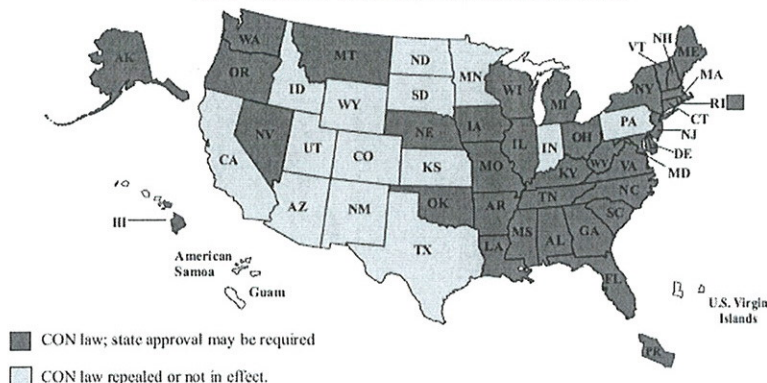 AK
WA
OR
MT
ID
WY
NV
CA
UT
AZ
CO
NM
ND
SD
NE
KS
OK
TX
MN
IA
MO
AR
LA
WI
IL
MI
IN
OH
KY
TN
MS
AL
GA
FL
SC
NC
VA
WV
PA
NY
VT
NH
ME
MA
RI
CT
NJ
DE
MD
HI
American
Samoa
Guam
U.S. Virgin
Islands
PR
CON law; state approval may be required
CON law repealed or not in effect.